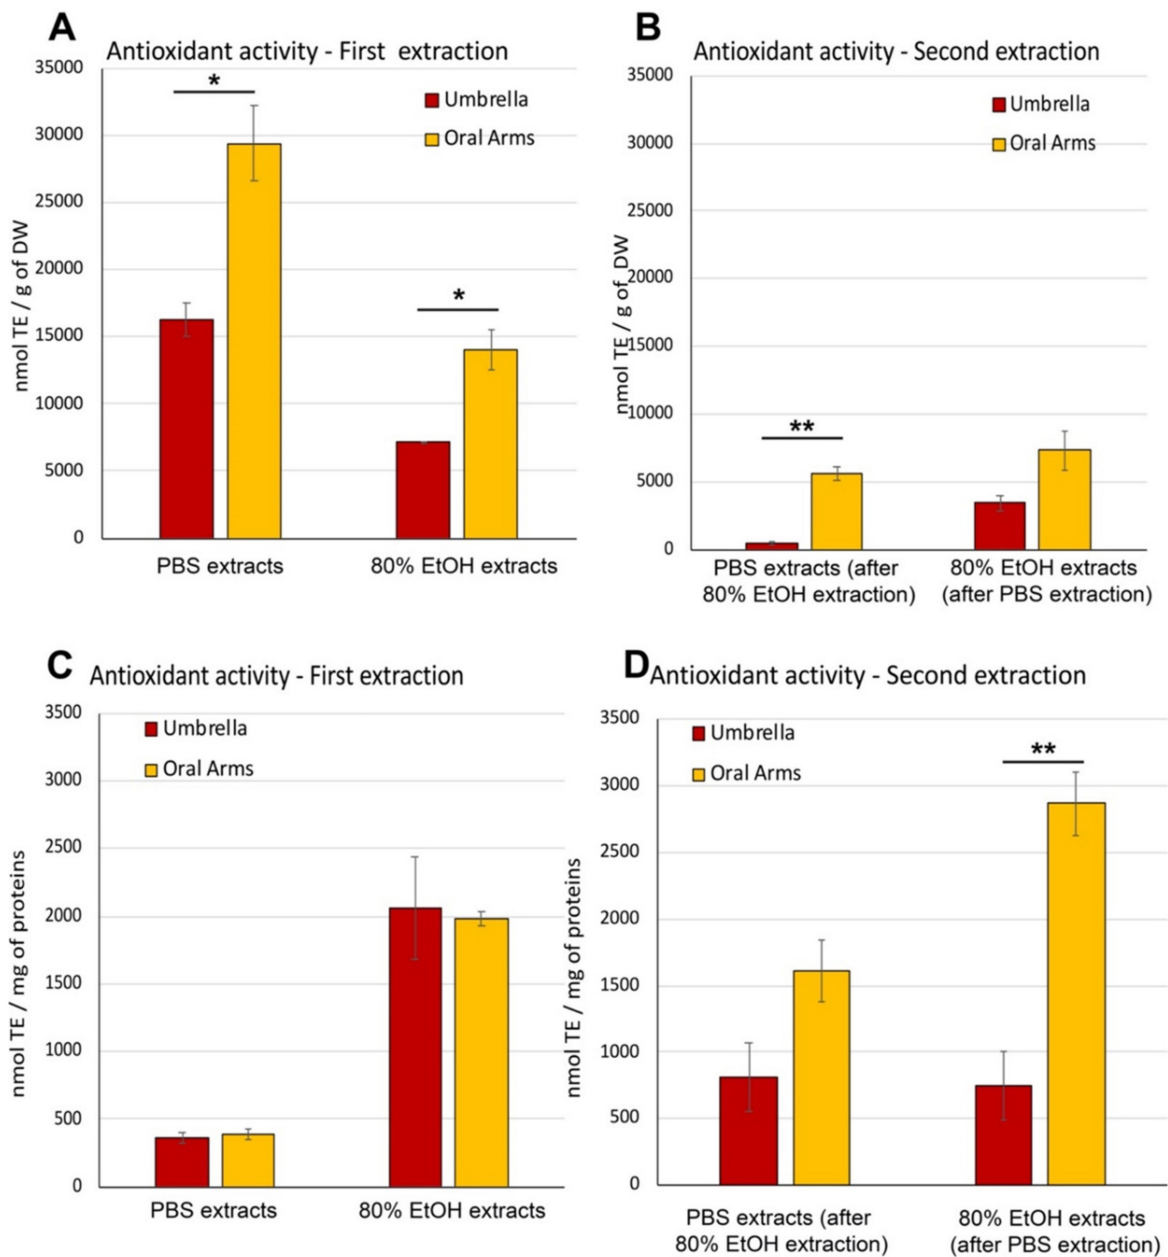 A
Antioxidant activity - First extraction
35000
30000
25000
20000
15000
10000
5000
0
nmol TE / g of DW
*
*
Umbrella
Oral Arms
PBS extracts
80% EtOH extracts
B
Antioxidant activity - Second extraction
35000
30000
25000
20000
15000
10000
5000
0
nmol TE / g of DW
**
Umbrella
Oral Arms
PBS extracts (after
80% EtOH extraction)
80% EtOH extracts
(after PBS extraction)
C
Antioxidant activity - First extraction
3500
3000
2500
2000
1500
1000
500
0
nmol TE / mg of proteins
Umbrella
Oral Arms
PBS extracts
80% EtOH extracts
D
Antioxidant activity - Second extraction
3500
3000
2500
2000
1500
1000
500
0
nmol TE / mg of proteins
Umbrella
Oral Arms
**
PBS extracts (after
80% EtOH extraction)
80% EtOH extracts
(after PBS extraction)